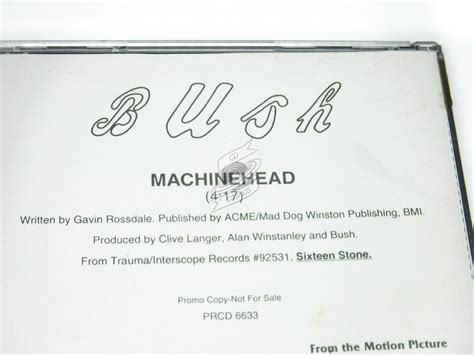 Bush
MACHINEHEAD
(4:17)
Written by Gavin Rossdale. Published by ACME/Mad Dog Winston Publishing, BMI.
Produced by Clive Langer, Alan Winstanley and Bush.
From Trauma/Interscope Records #92531, Sixteen Stone.
Promo Copy-Not For Sale
PRCD 6633
From the Motion Picture